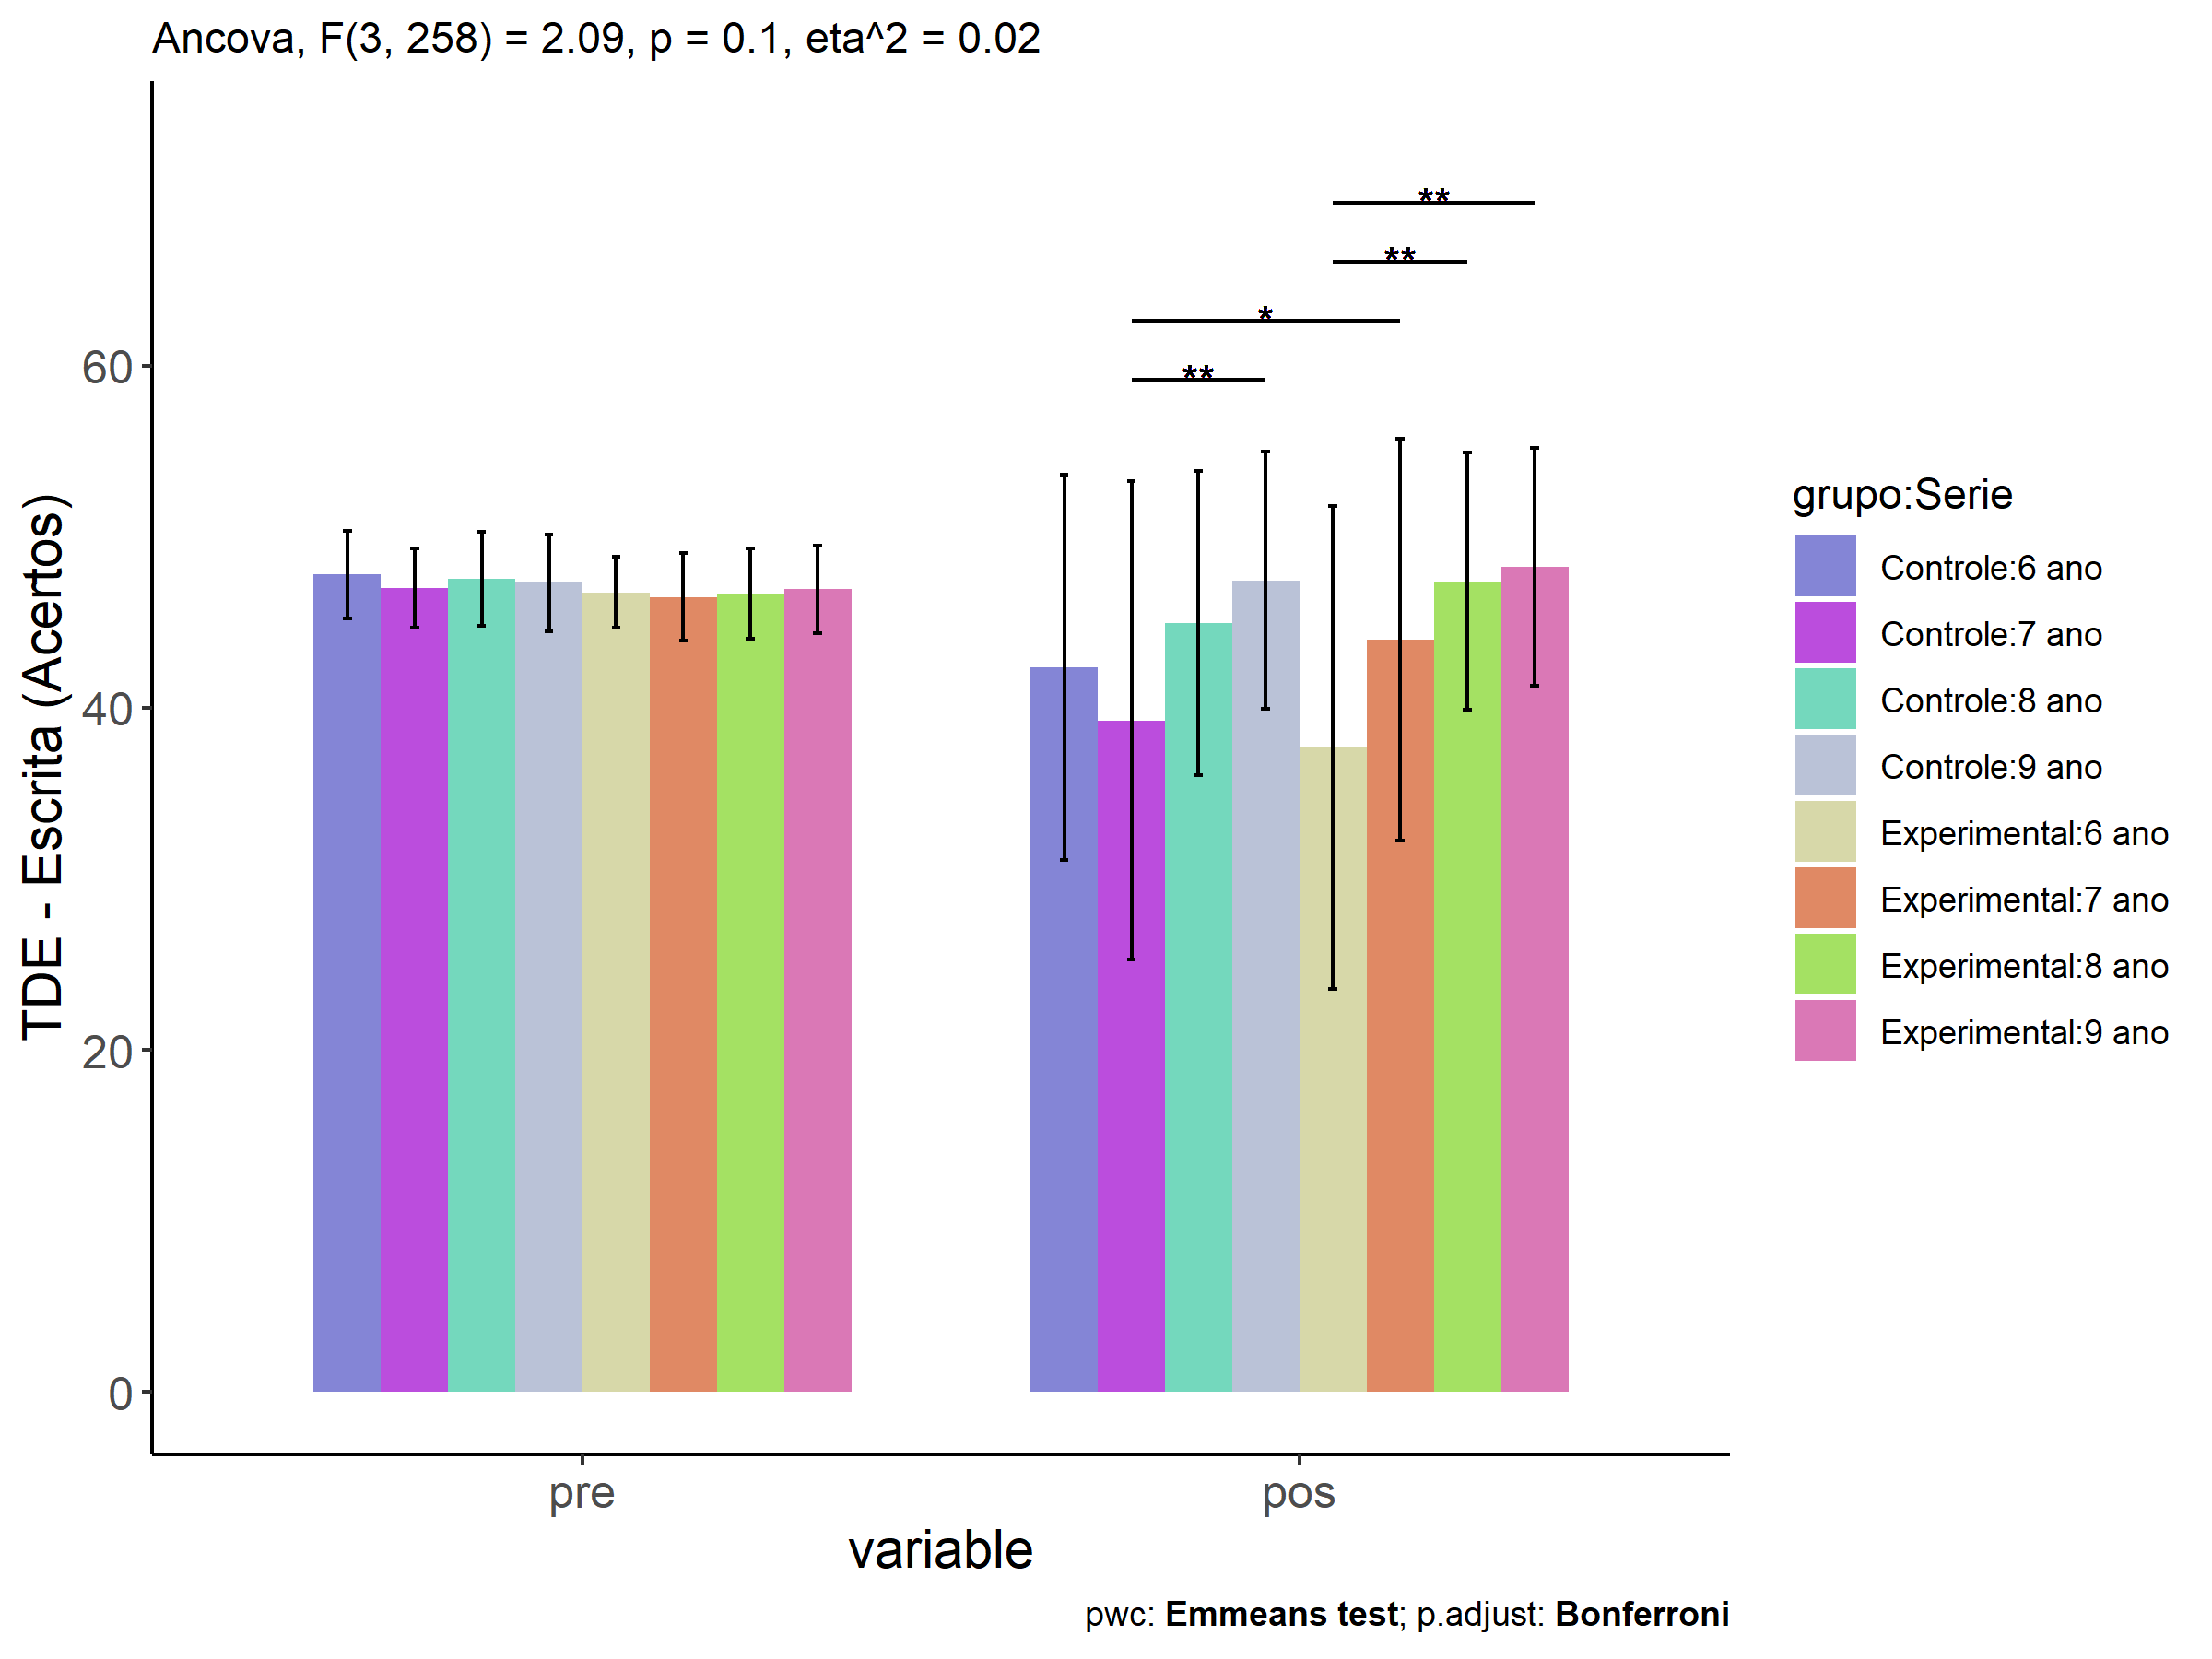 Ancova, F(3, 258) = 2.09, p = 0.1, eta^2 = 0.02
TDE - Escrita (Acertos)
60
40
20
0
**
**
*
**
pre
pos
variable
grupo:Serie
Controle:6 ano
Controle:7 ano
Controle:8 ano
Controle:9 ano
Experimental:6 ano
Experimental:7 ano
Experimental:8 ano
Experimental:9 ano
pwc: Emmeans test; p.adjust: Bonferroni